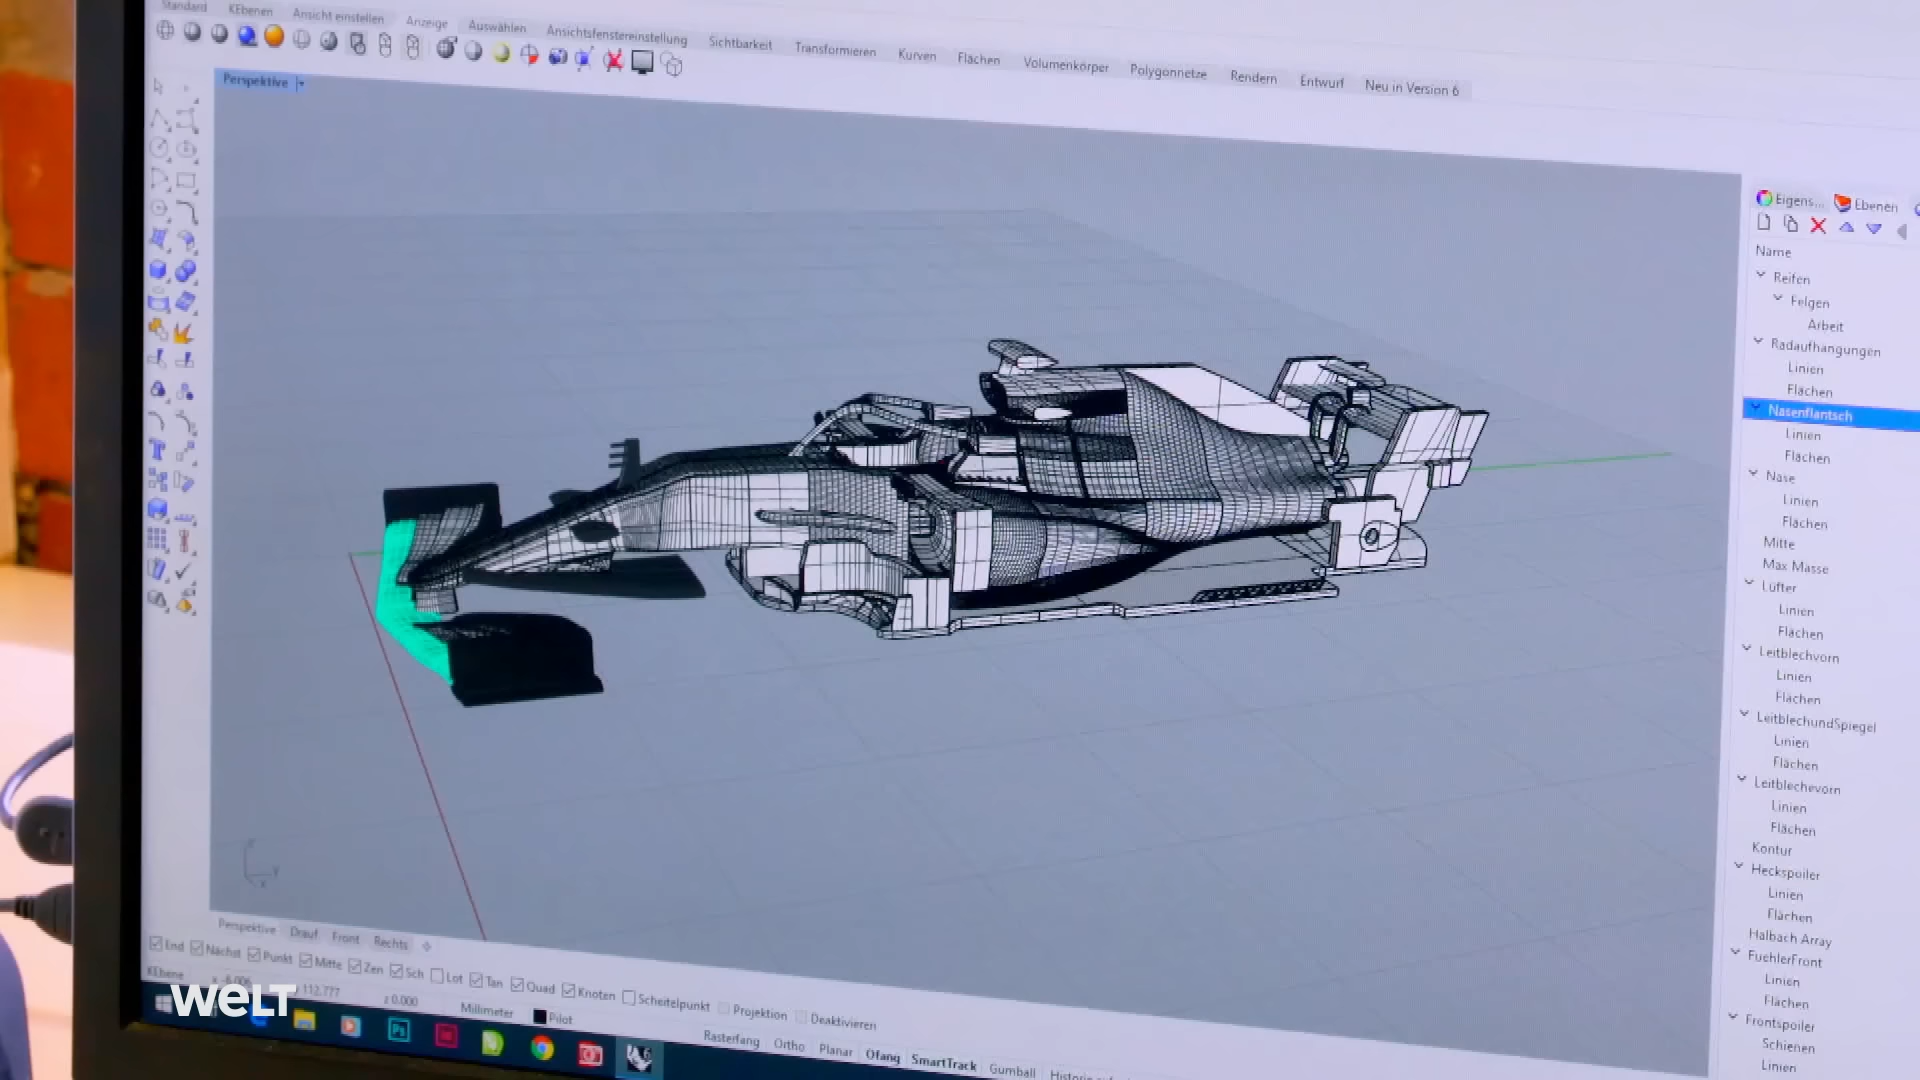 Standard KEbenen Ansicht einstellen Anzeige Auswählen Ansichtsfenstereinstellung Sichtbarkeit Transformieren Kurven Flächen Volumenkörper Polygonnetze Rendern Entwurf Neu in Version 6
Perspektive
Eigens... Ebenen
Name
Reifen
Felgen
Arbeit
Radaufhangungen
Linien
Flächen
Nasenflantsch
Linien
Flächen
Nase
Linien
Flächen
Mitte
Max Masse
Lüfter
Linien
Flächen
Leitblechvorn
Linien
Flächen
LeitblechundSpiegel
Linien
Flächen
Leitblechevorn
Linien
Flächen
Kontur
Heckspoiler
Linien
Flächen
Halbach Array
FuehlerFront
Linien
Flächen
Frontspoiler
Schienen
Linien
Perspektive Drauf Front Rechts
End Nächst Punkt Mitte Zen Sch Lot Tan Quad Knoten Scheitelpunkt Projektion Deaktivieren
KEbene z 0.000 Millimeter Pilot Rasterfang Ortho Planar Ofang SmartTrack Gumball
welt